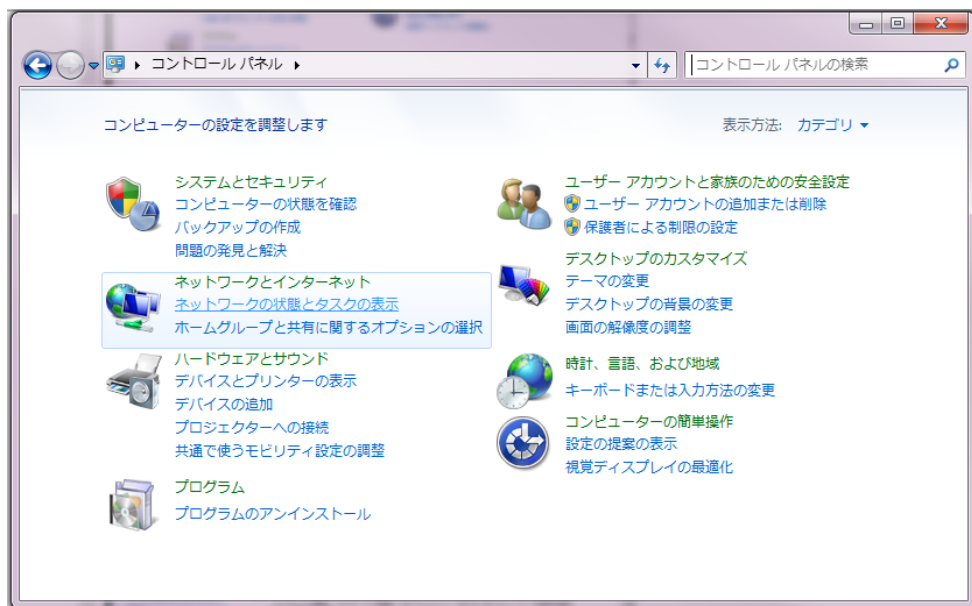 コントロール パネル
コントロール パネルの検索
コンピューターの設定を調整します
表示方法: カテゴリ
システムとセキュリティ
コンピューターの状態を確認
バックアップの作成
問題の発見と解決
ネットワークとインターネット
ネットワークの状態とタスクの表示
ホームグループと共有に関するオプションの選択
ハードウェアとサウンド
デバイスとプリンターの表示
デバイスの追加
プロジェクターへの接続
共通で使うモビリティ設定の調整
プログラム
プログラムのアンインストール
ユーザー アカウントと家族のための安全設定
ユーザー アカウントの追加または削除
保護者による制限の設定
デスクトップのカスタマイズ
テーマの変更
デスクトップの背景の変更
画面の解像度の調整
時計、言語、および地域
キーボードまたは入力方法の変更
コンピューターの簡単操作
設定の提案の表示
視覚ディスプレイの最適化